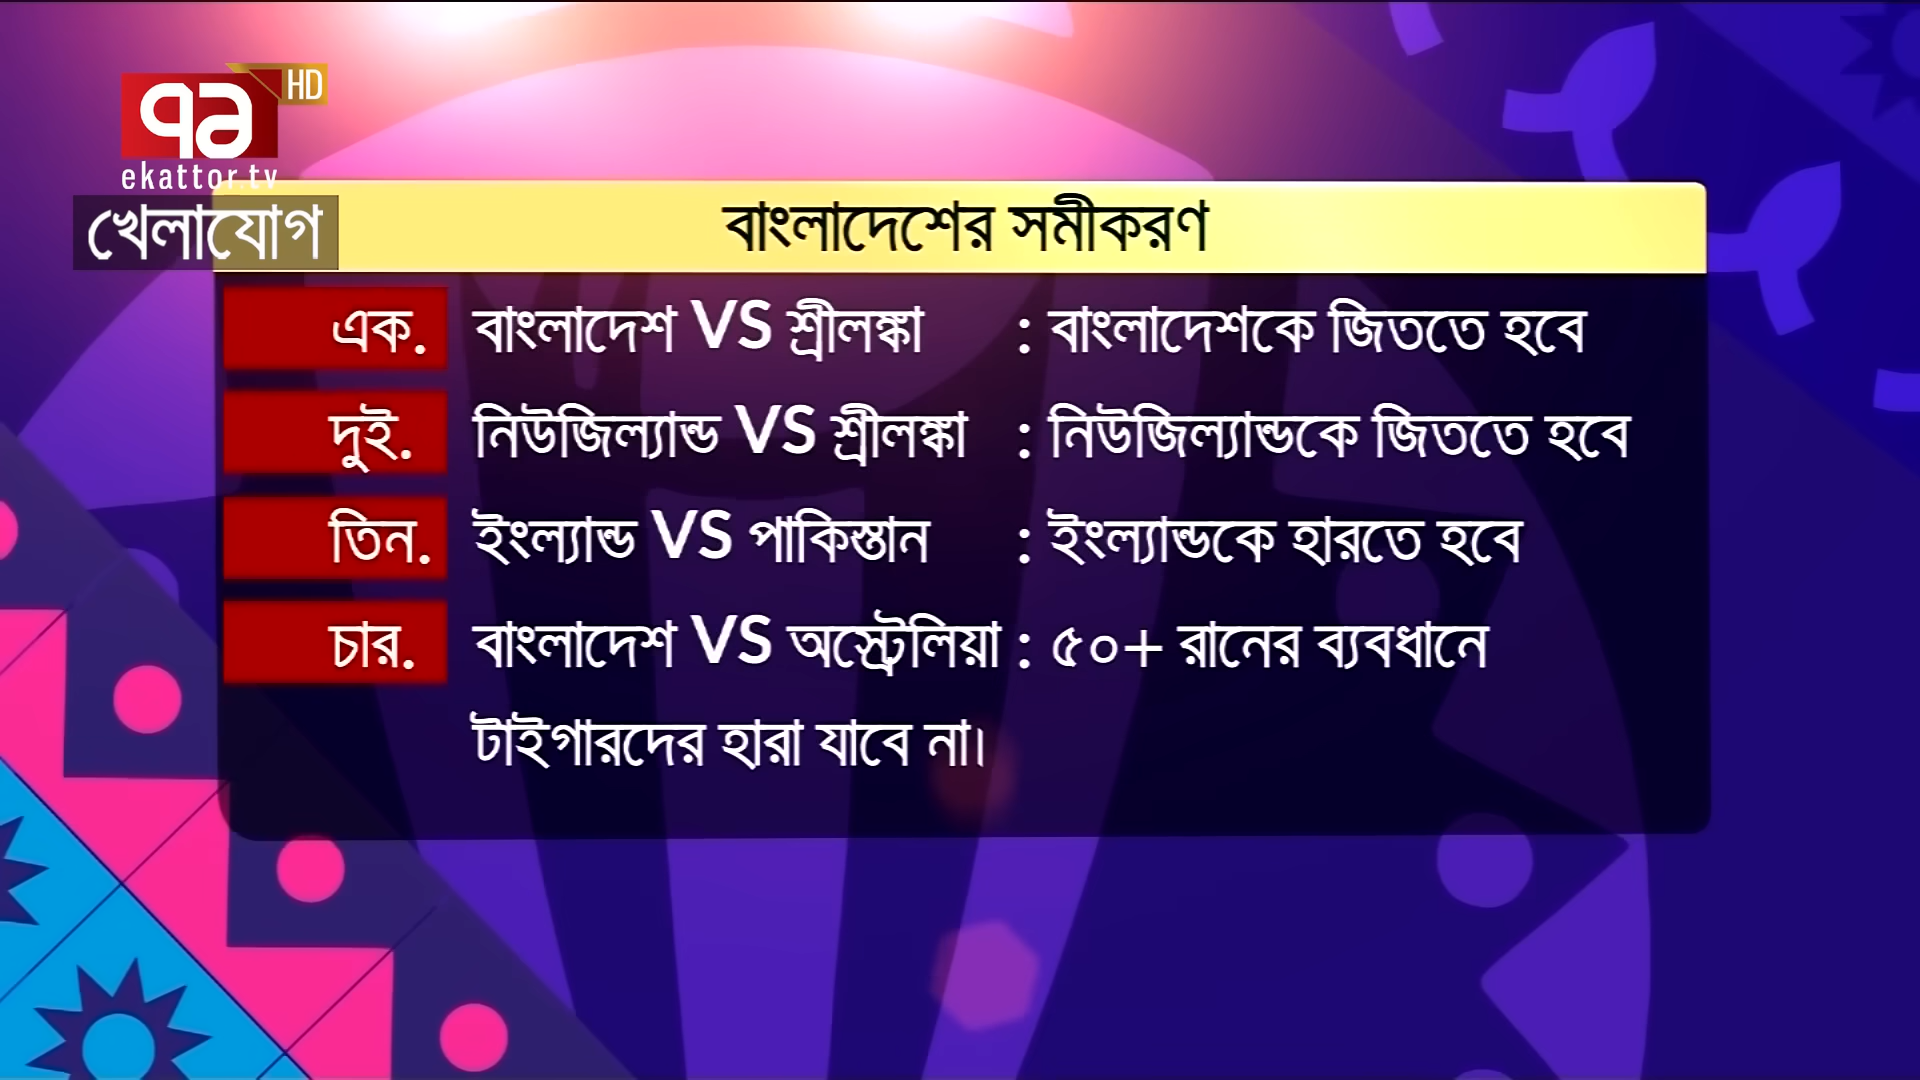 ৭১ HD
ekattor.tv
খেলাযোগ
বাংলাদেশের সমীকরণ
এক. বাংলাদেশ VS শ্রীলঙ্কা : বাংলাদেশকে জিততে হবে
দুই. নিউজিল্যান্ড VS শ্রীলঙ্কা : নিউজিল্যান্ডকে জিততে হবে
তিন. ইংল্যান্ড VS পাকিস্তান : ইংল্যান্ডকে হারতে হবে
চার. বাংলাদেশ VS অস্ট্রেলিয়া : ৫০+ রানের ব্যবধানে
টাইগারদের হারা যাবে না।